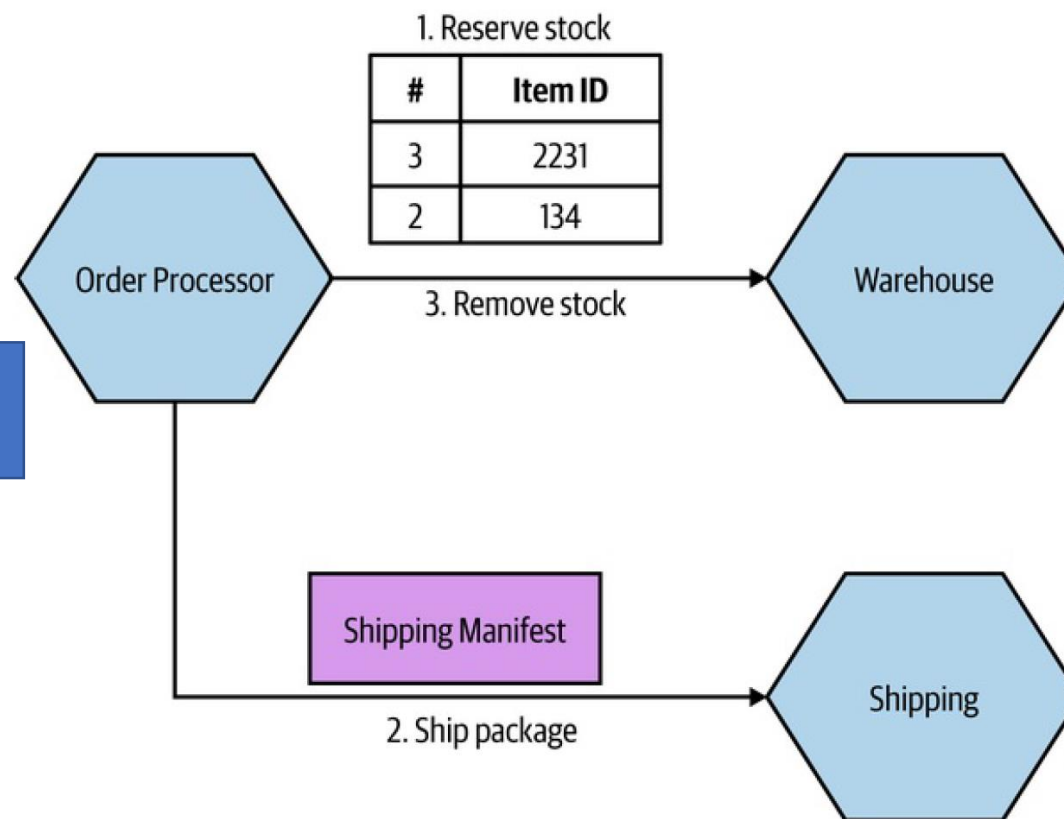 1. Reserve stock
# Item ID
3 2231
2 134
Order Processor
Warehouse
3. Remove stock
Shipping Manifest
Shipping
2. Ship package